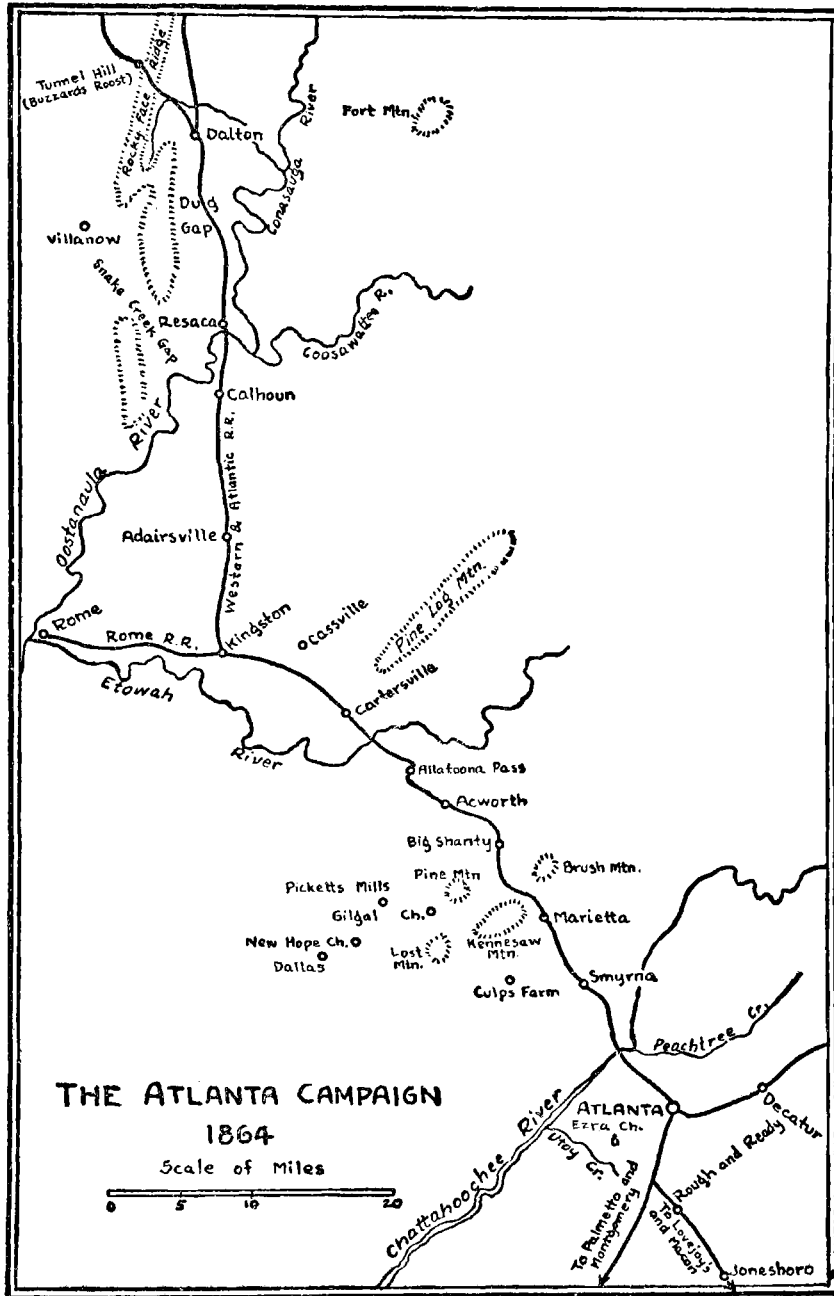 Tunnel Hill
(Buzzards Roost)
Rocky Face Ridge
Dalton
River
Conasauga
Fort Mtn.
Dug
Gap
Villanow
Snake Creek Gap
Resaca
Coosawattee R.
Calhoun
River
Oostanaula
Western & Atlantic R.R.
Adairsville
Rome
Rome R.R.
Kingston
Cassville
Pine Log Mtn.
Etowah
River
Cartersville
Allatoona Pass
Acworth
Big Shanty
Pine Mtn
Brush Mtn.
Picketts Mills
Gilgal Ch.
Marietta
New Hope Ch.
Dallas
Lost
Mtn.
Kennesaw
Mtn.
Culps Farm
Smyrna
Peachtree Cr.
THE ATLANTA CAMPAIGN
1864
Scale of Miles
0 5 10 20
Chattahoochee River
ATLANTA
Ezra Ch.
Utoy Cr.
Decatur
Rough and Ready
To Palmetto and
Montgomery
To Lovejoy's
and Macon
Jonesboro